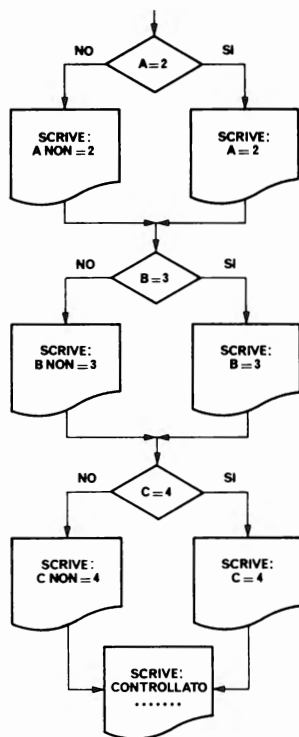 NO
A=2
SI
SCRIVE:
A NON =2
SCRIVE:
A=2
NO
B=3
SI
SCRIVE:
B NON =3
SCRIVE:
B=3
NO
C=4
SI
SCRIVE:
C NON =4
SCRIVE:
C=4
SCRIVE:
CONTROLLATO
.......